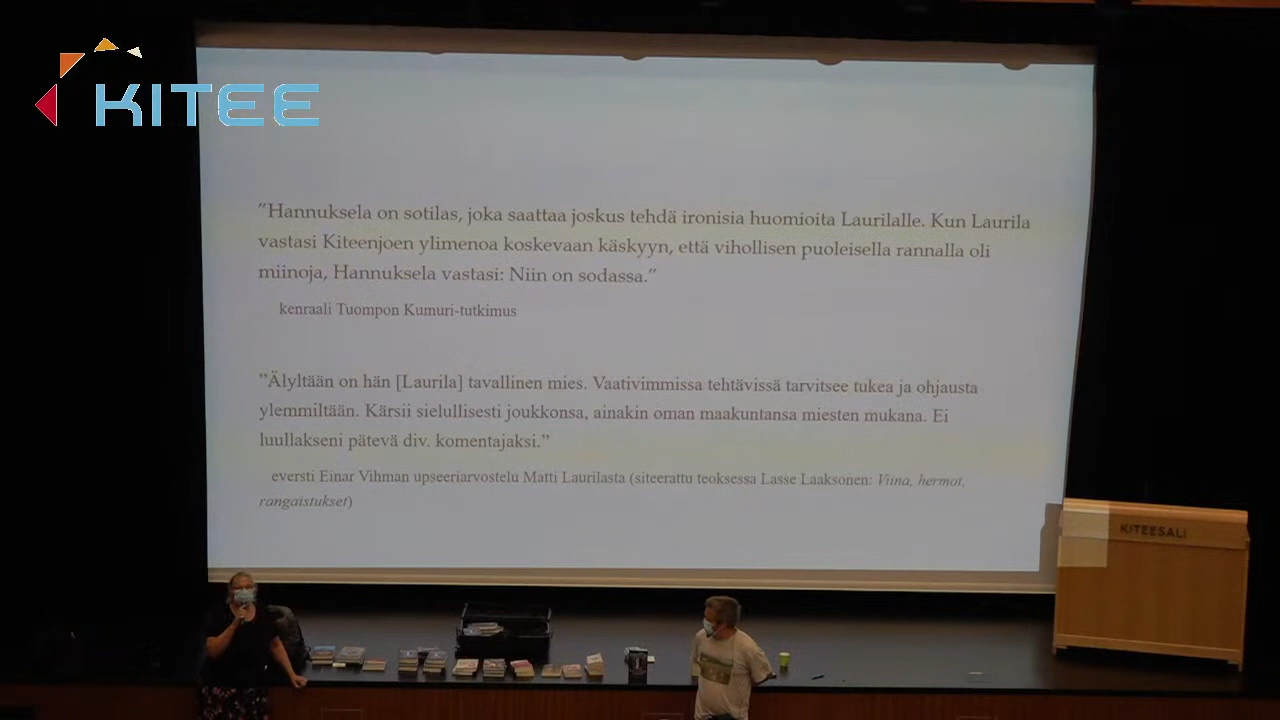 KITEE
"Hannuksela on sotilas, joka saattaa joskus tehdä ironisia huomioita Laurilalle. Kun Laurila
vastasi Kiteenjoen ylimenoa koskevaan käskyyn, että vihollisen puoleisella rannalla oli
miinoja, Hannuksela vastasi: Niin on sodassa."
kenraali Tuompon Kumuri-tutkimus
"Älyltään on hän [Laurila] tavallinen mies. Vaativimmissa tehtävissä tarvitsee tukea ja ohjausta
ylemmiltään. Kärsii sielullisesti joukkonsa, ainakin oman maakuntansa miesten mukana. Ei
luullakseni pätevä div. komentajaksi."
eversti Einar Vihman upseeriarvostelu Matti Laurilasta (siteerattu teoksessa Lasse Laaksonen: Viina, hermot,
rangaistukset)
KITEESALI